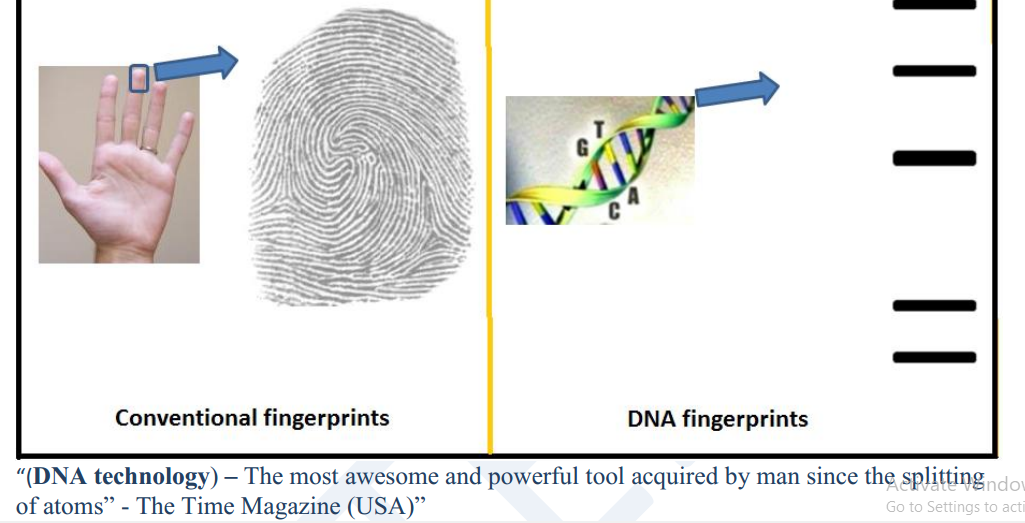 T
G
A
C
Conventional fingerprints
DNA fingerprints
“(DNA technology) – The most awesome and powerful tool acquired by man since the splitting
of atoms” - The Time Magazine (USA)”
Activate Window
Go to Settings to acti